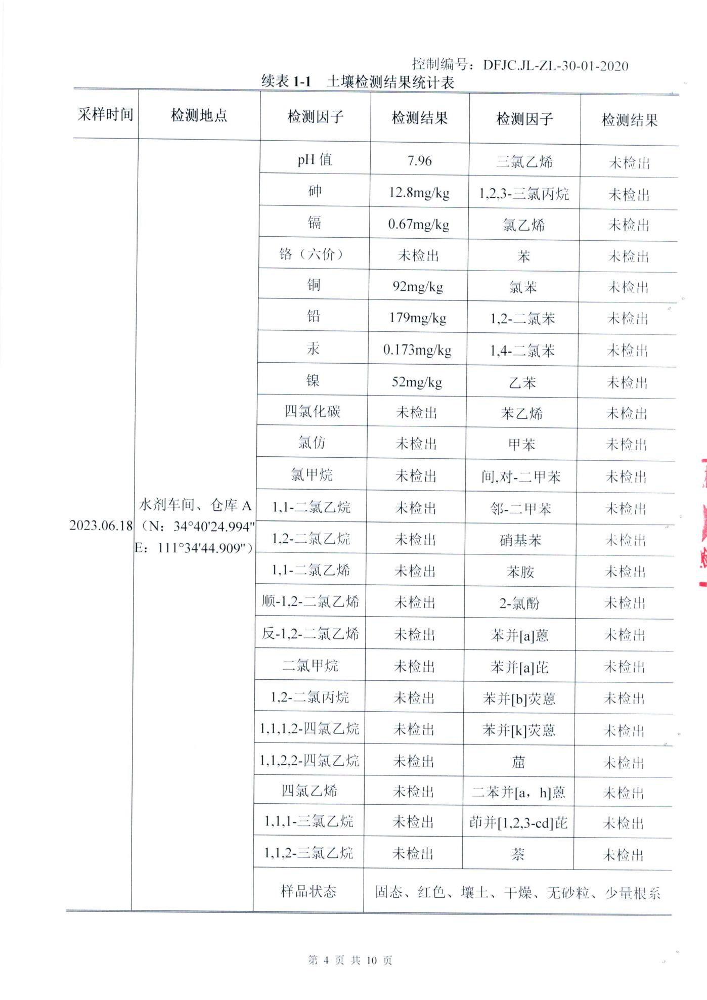 控制编号：DFJC.JL-ZL-30-01-2020
续表 1-1 土壤检测结果统计表
采样时间 检测地点 检测因子 检测结果 检测因子 检测结果
pH 值 7.96 三氯乙烯 未检出
砷 12.8mg/kg 1,2,3-三氯丙烷 未检出
镉 0.67mg/kg 氯乙烯 未检出
铬（六价） 未检出 苯 未检出
铜 92mg/kg 氯苯 未检出
铅 179mg/kg 1,2-二氯苯 未检出
汞 0.173mg/kg 1,4-二氯苯 未检出
镍 52mg/kg 乙苯 未检出
四氯化碳 未检出 苯乙烯 未检出
氯仿 未检出 甲苯 未检出
氯甲烷 未检出 间,对-二甲苯 未检出
水剂车间、仓库 A 1,1-二氯乙烷 未检出 邻-二甲苯 未检出
2023.06.18 （N：34°40'24.994"
1,2-二氯乙烷 未检出 硝基苯 未检出
E：111°34'44.909"）
1,1-二氯乙烯 未检出 苯胺 未检出
顺-1,2-二氯乙烯 未检出 2-氯酚 未检出
反-1,2-二氯乙烯 未检出 苯并[a]蒽 未检出
二氯甲烷 未检出 苯并[a]芘 未检出
1,2-二氯丙烷 未检出 苯并[b]荧蒽 未检出
1,1,1,2-四氯乙烷 未检出 苯并[k]荧蒽 未检出
1,1,2,2-四氯乙烷 未检出 䓛 未检出
四氯乙烯 未检出 二苯并[a，h]蒽 未检出
1,1,1-三氯乙烷 未检出 茚并[1,2,3-cd]芘 未检出
1,1,2-三氯乙烷 未检出 萘 未检出
样品状态 固态、红色、壤土、干燥、无砂粒、少量根系
第 4 页 共 10 页